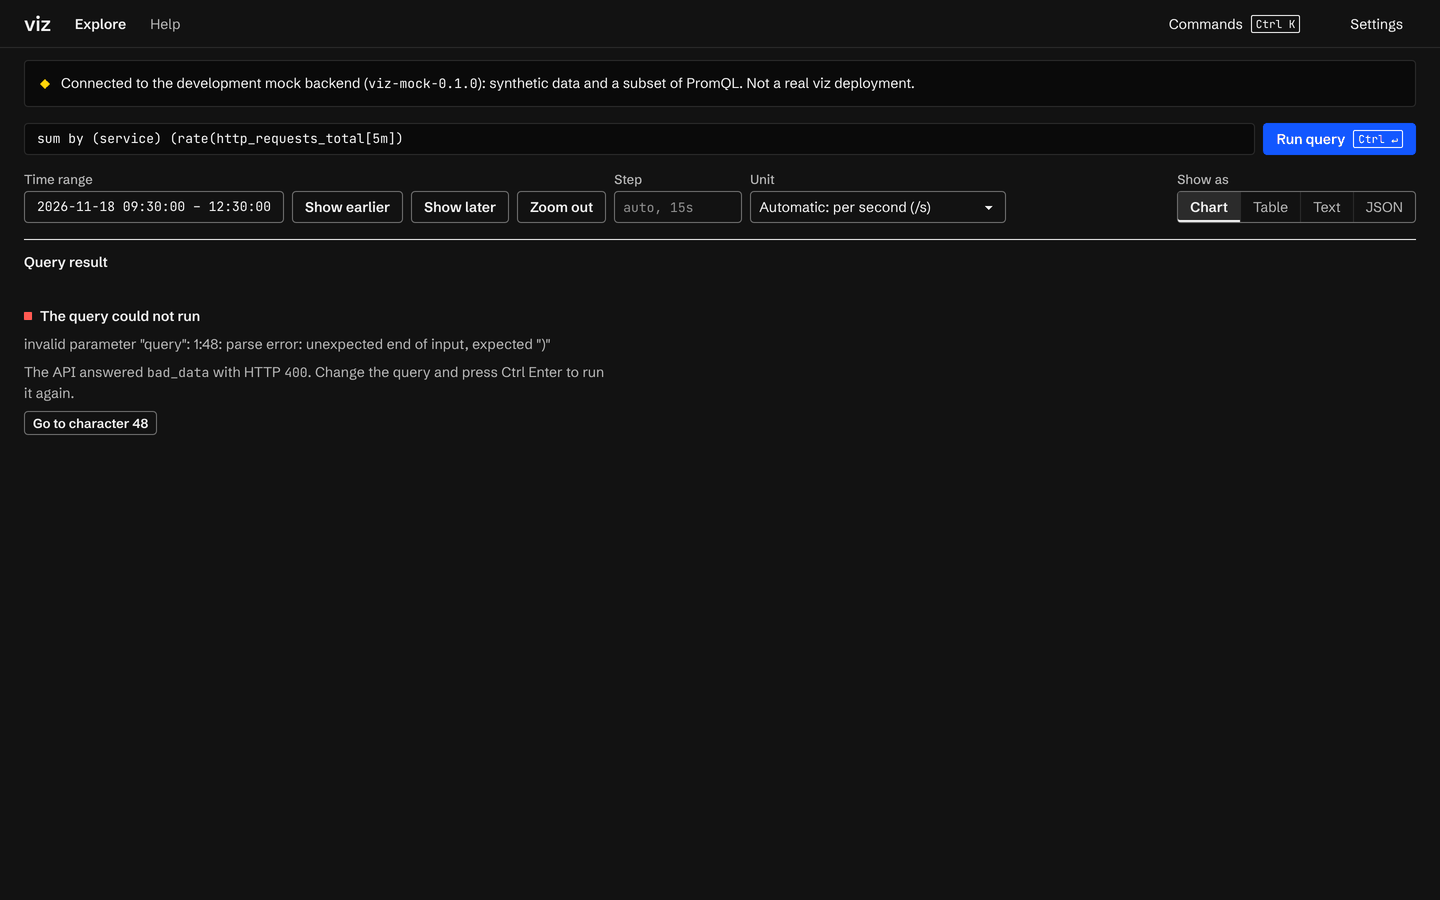 viz Explore Help Commands Ctrl K Settings
Connected to the development mock backend (viz-mock-0.1.0): synthetic data and a subset of PromQL. Not a real viz deployment.
sum by (service) (rate(http_requests_total[5m]) Run query Ctrl ↵
Time range Step Unit Show as
2026-11-18 09:30:00 – 12:30:00 Show earlier Show later Zoom out auto, 15s Automatic: per second (/s) Chart Table Text JSON
Query result
The query could not run
invalid parameter "query": 1:48: parse error: unexpected end of input, expected ")"
The API answered bad_data with HTTP 400. Change the query and press Ctrl Enter to run
it again.
Go to character 48